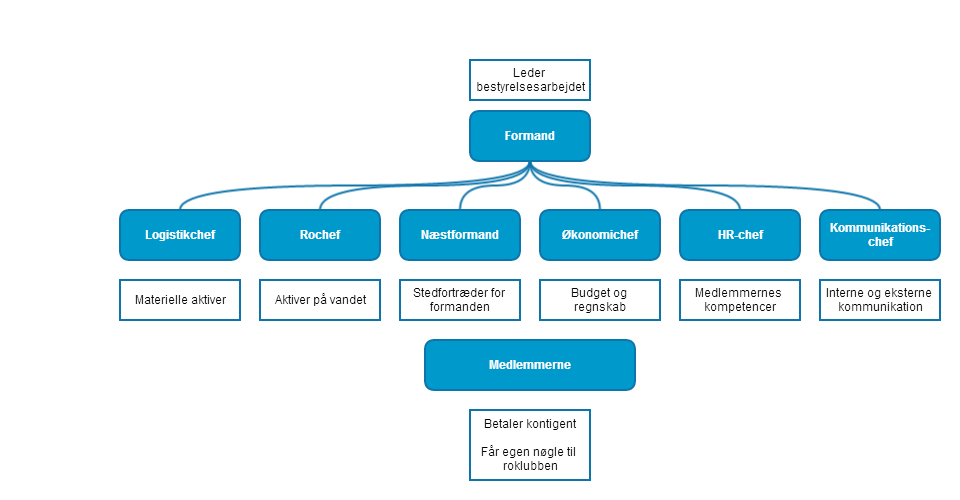 Leder
bestyrelsesarbejdet
Formand
Logistikchef
Rochef
Næstformand
Økonomichef
HR-chef
Kommunikations-
chef
Materielle aktiver
Aktiver på vandet
Stedfortræder for
formanden
Budget og
regnskab
Medlemmernes
kompetencer
Interne og eksterne
kommunikation
Medlemmerne
Betaler kontigent
Får egen nøgle til
roklubben